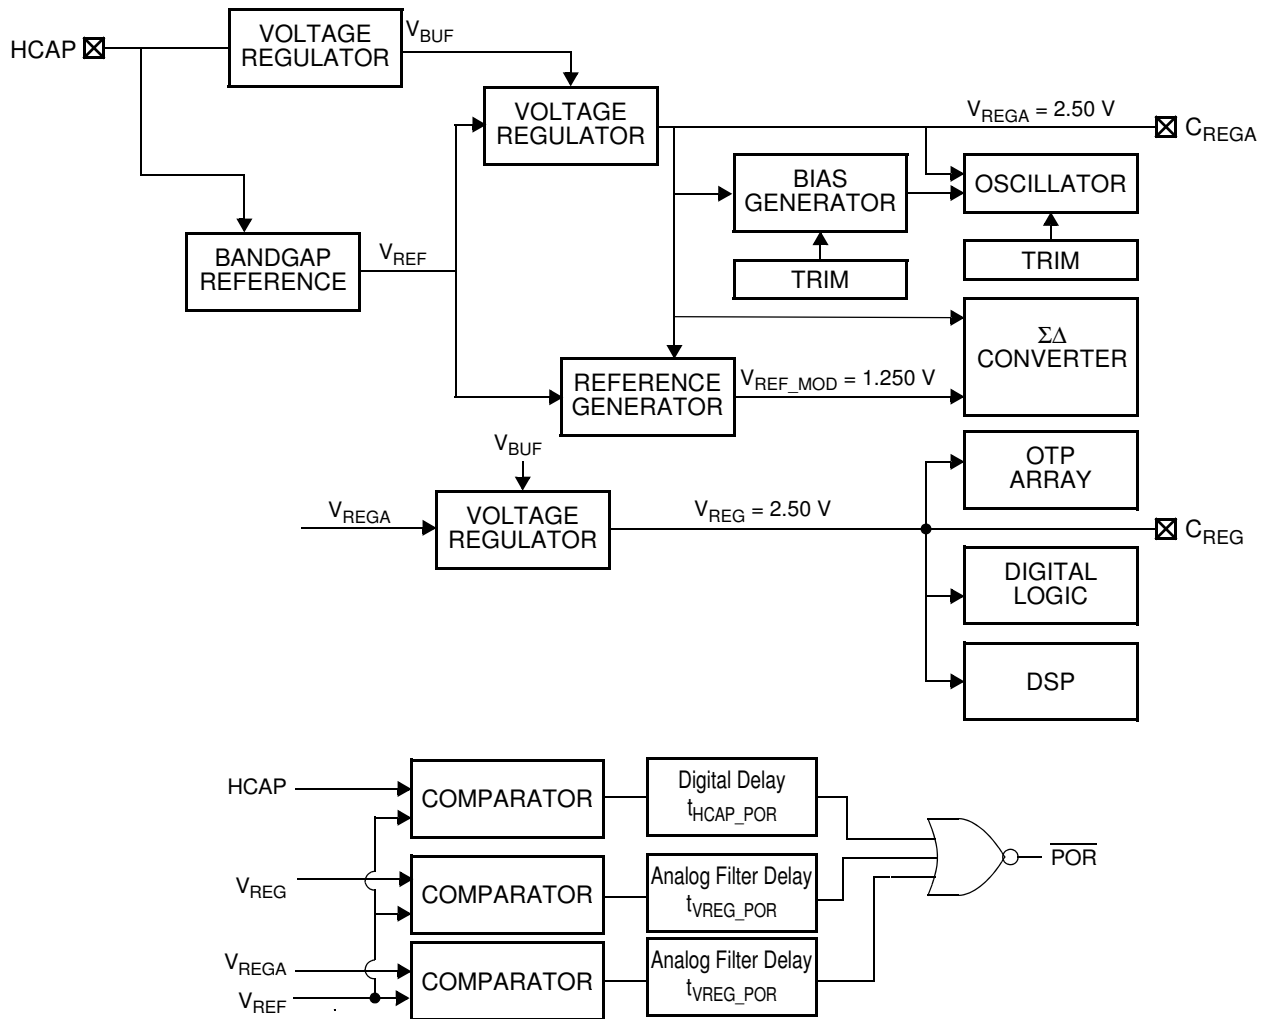 HCAP
VOLTAGE
REGULATOR
VBUF
VOLTAGE
REGULATOR
VREGA = 2.50 V
CREGA
BIAS
GENERATOR
OSCILLATOR
TRIM
TRIM
BANDGAP
REFERENCE
VREF
ΣΔ
CONVERTER
REFERENCE
GENERATOR
VREF_MOD = 1.250 V
VBUF
VREGA
VOLTAGE
REGULATOR
VREG = 2.50 V
OTP
ARRAY
CREG
DIGITAL
LOGIC
DSP
HCAP
COMPARATOR
Digital Delay
tHCAP_POR
VREG
COMPARATOR
Analog Filter Delay
tVREG_POR
POR
VREGA
VREF
COMPARATOR
Analog Filter Delay
tVREG_POR